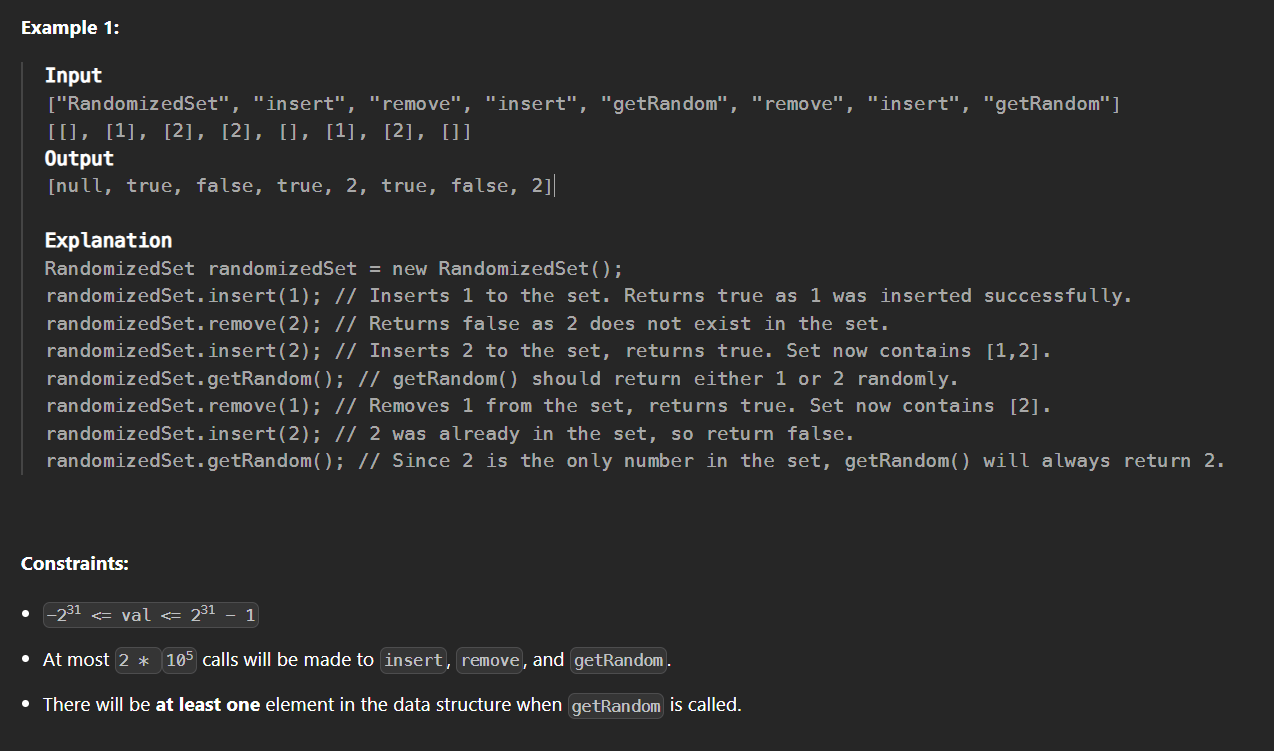 Example 1:
Input
["RandomizedSet", "insert", "remove", "insert", "getRandom", "remove", "insert", "getRandom"]
[[], [1], [2], [2], [], [1], [2], []]
Output
[null, true, false, true, 2, true, false, 2]
Explanation
RandomizedSet randomizedSet = new RandomizedSet();
randomizedSet.insert(1); // Inserts 1 to the set. Returns true as 1 was inserted successfully.
randomizedSet.remove(2); // Returns false as 2 does not exist in the set.
randomizedSet.insert(2); // Inserts 2 to the set, returns true. Set now contains [1,2].
randomizedSet.getRandom(); // getRandom() should return either 1 or 2 randomly.
randomizedSet.remove(1); // Removes 1 from the set, returns true. Set now contains [2].
randomizedSet.insert(2); // 2 was already in the set, so return false.
randomizedSet.getRandom(); // Since 2 is the only number in the set, getRandom() will always return 2.
Constraints:
• −2³¹ <= val <= 2³¹ − 1
• At most 2 * 10⁵ calls will be made to insert, remove, and getRandom.
• There will be at least one element in the data structure when getRandom is called.